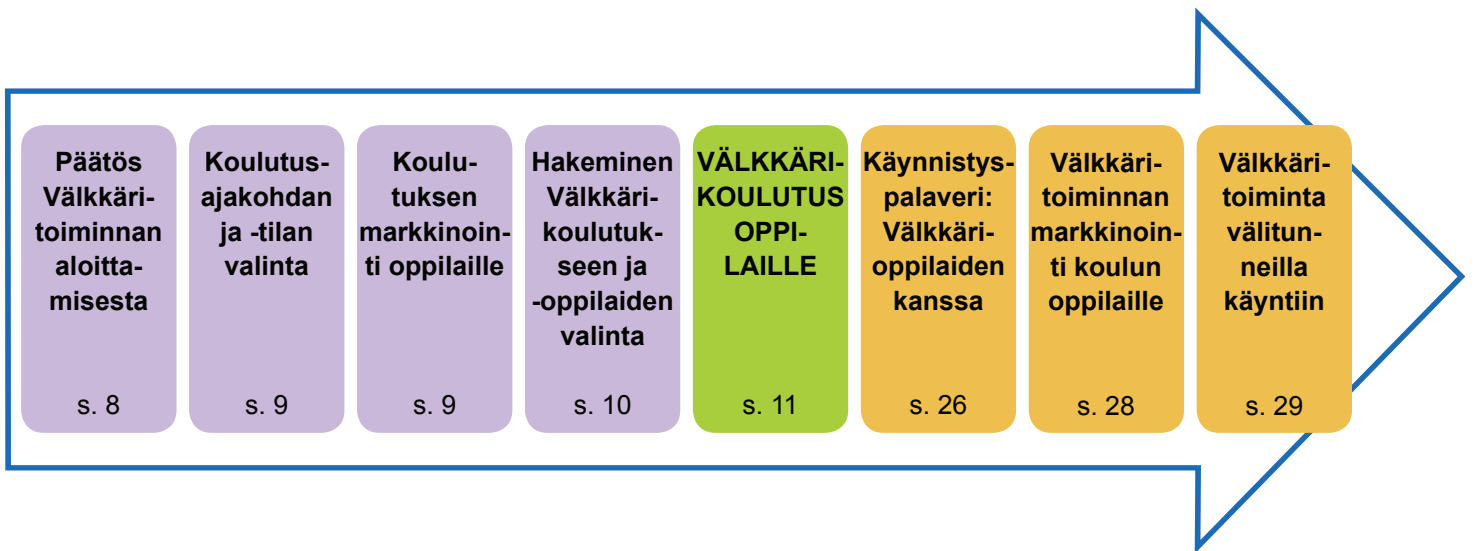 Päätös
Välkkäri-
toiminnan
aloitta-
misesta
s. 8
Koulutus-
ajakohdan
ja -tilan
valinta
s. 9
Koulu-
tuksen
markkinoin-
ti oppilaille
s. 9
Hakeminen
Välkkäri-
koulutuk-
seen ja
-oppilaiden
valinta
s. 10
VÄLKKÄRI-
KOULUTUS
OPPI-
LAILLE
s. 11
Käynnistys-
palaveri:
Välkkäri-
oppilaiden
kanssa
s. 26
Välkkäri-
toiminnan
markkinoin-
ti koulun
oppilaille
s. 28
Välkkäri-
toiminta
välitun-
neilla
käyntiin
s. 29